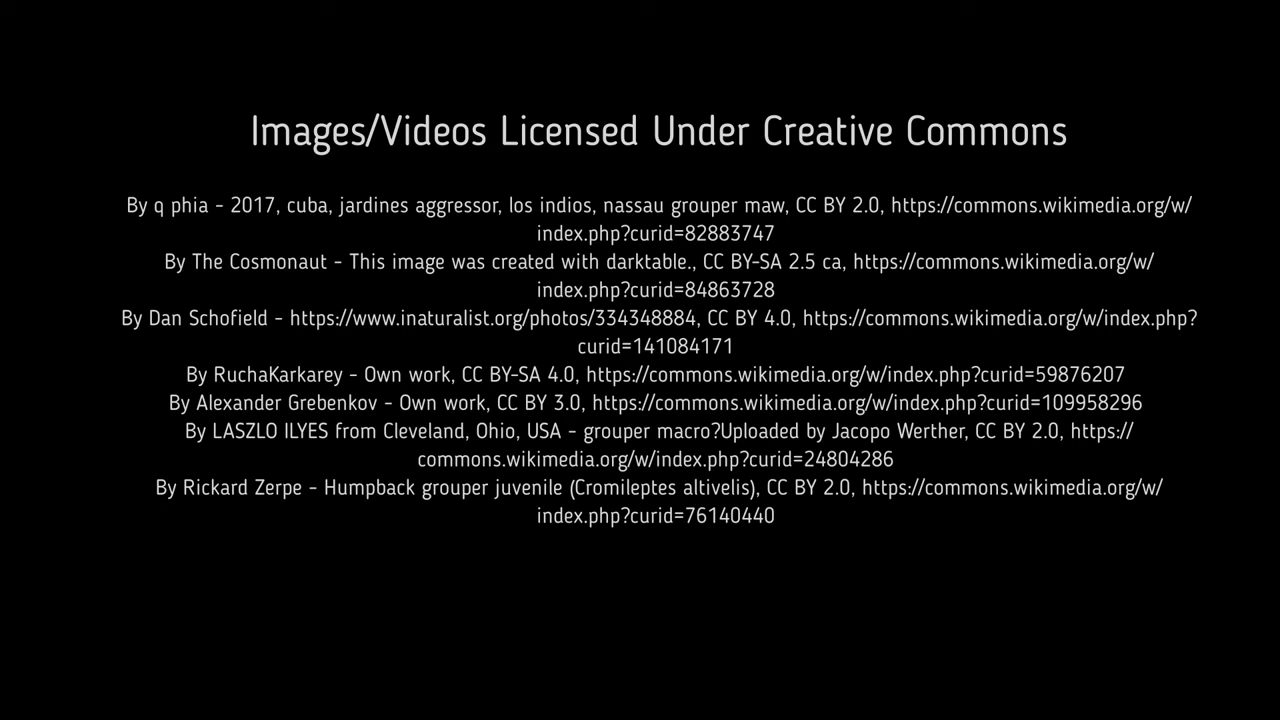 Images/Videos Licensed Under Creative Commons
By q phia - 2017, cuba, jardines aggressor, los indios, nassau grouper maw, CC BY 2.0, https://commons.wikimedia.org/w/
index.php?curid=82883747
By The Cosmonaut - This image was created with darktable., CC BY-SA 2.5 ca, https://commons.wikimedia.org/w/
index.php?curid=84863728
By Dan Schofield - https://www.inaturalist.org/photos/334348884, CC BY 4.0, https://commons.wikimedia.org/w/index.php?
curid=141084171
By RuchaKarkarey - Own work, CC BY-SA 4.0, https://commons.wikimedia.org/w/index.php?curid=59876207
By Alexander Grebenkov - Own work, CC BY 3.0, https://commons.wikimedia.org/w/index.php?curid=109958296
By LASZLO ILYES from Cleveland, Ohio, USA - grouper macro?Uploaded by Jacopo Werther, CC BY 2.0, https://
commons.wikimedia.org/w/index.php?curid=24804286
By Rickard Zerpe - Humpback grouper juvenile (Cromileptes altivelis), CC BY 2.0, https://commons.wikimedia.org/w/
index.php?curid=76140440